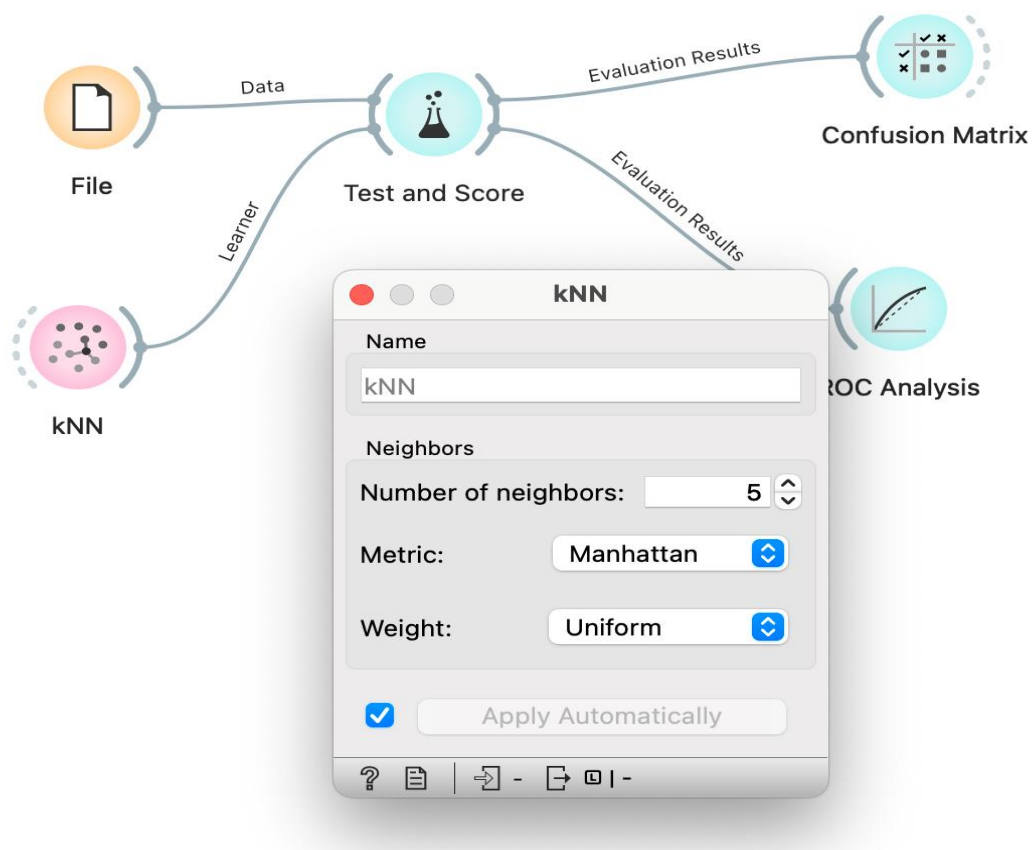 Data
Evaluation Results
Confusion Matrix
File
Test and Score
Learner
Evaluation Results
kNN
ROC Analysis
kNN
Name
kNN
Neighbors
Number of neighbors: 5
Metric: Manhattan
Weight: Uniform
Apply Automatically
? - L | -